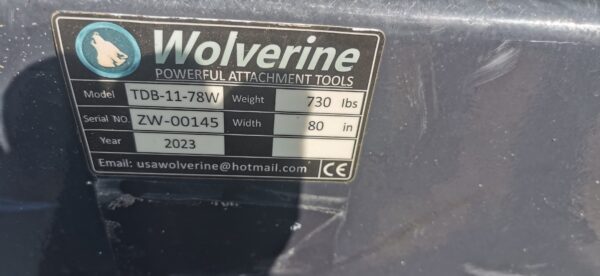 Wolverine
POWERFUL ATTACHMENT TOOLS
Model TDB-11-78W Weight 730 lbs
Serial NO. ZW-00145 Width 80 in
Year 2023
Email: usawolverine@hotmail.com CE